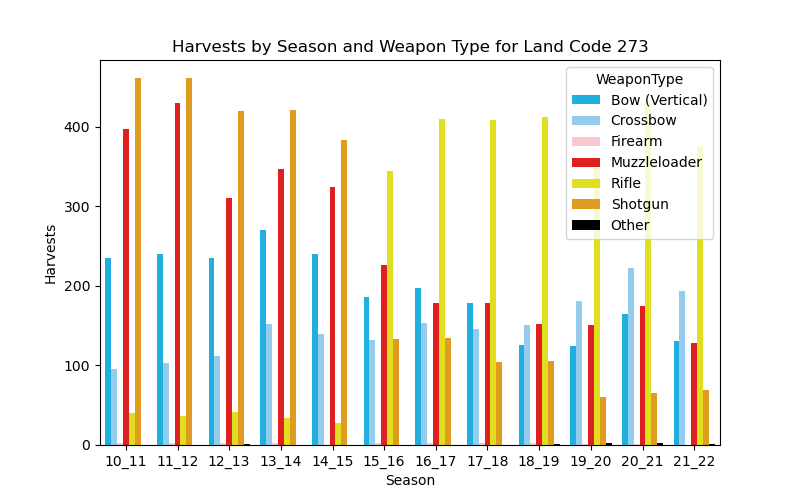 Harvests by Season and Weapon Type for Land Code 273
WeaponType
Bow (Vertical)
Crossbow
Firearm
Muzzleloader
Rifle
Shotgun
Other
Harvests
400
300
200
100
0
10_11 11_12 12_13 13_14 14_15 15_16 16_17 17_18 18_19 19_20 20_21 21_22
Season